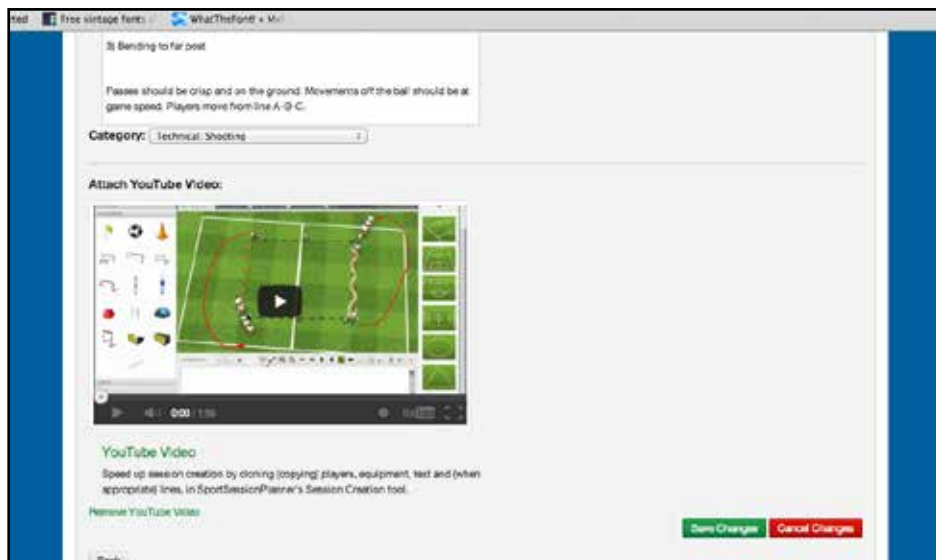 Free vintage fonts
WhatTheFont! +
3) Bending to far post
Passes should be crisp and on the ground. Movements off the ball should be at
game speed. Players move from line A-B-C.
Category: Technical: Shooting
Attach YouTube Video:
0:00
YouTube Video
Speed up session creation by cloning (copying) players, equipment, text and (when
appropriate) lines, in SportSessionPlanner's Session Creation tool.
Remove YouTube Video
Save Changes Cancel Changes